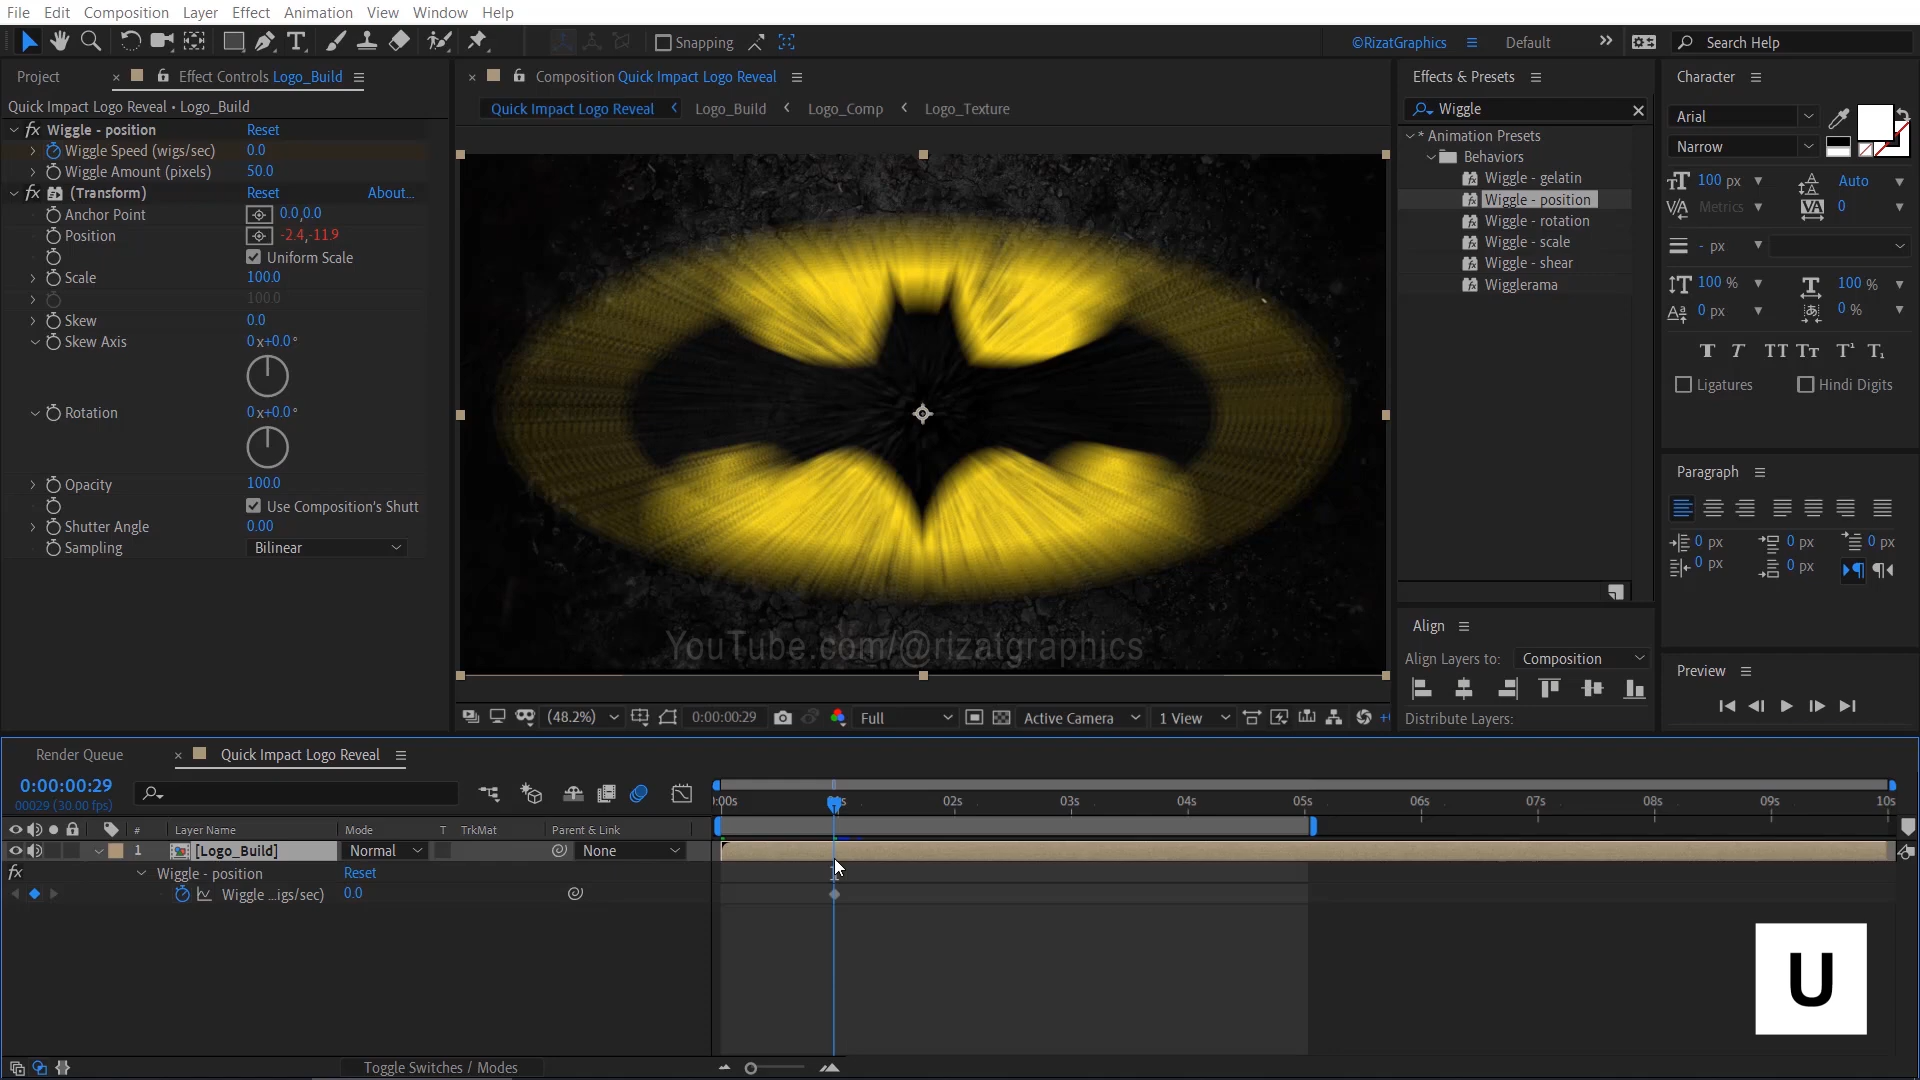 File Edit Composition Layer Effect Animation View Window Help
Snapping ©RizatGraphics Default Search Help
Project Effect Controls Logo_Build
Composition Quick Impact Logo Reveal
Effects & Presets
Character
Quick Impact Logo Reveal • Logo_Build
Quick Impact Logo Reveal Logo_Build Logo_Comp Logo_Texture
Wiggle
Arial
Narrow
Wiggle - position Reset
Wiggle Speed (wigs/sec) 0.0
Wiggle Amount (pixels) 50.0
(Transform) Reset About...
Anchor Point 0.0,0.0
Position -2.4,-11.9
Uniform Scale
Scale 100.0
100.0
Skew 0.0
Skew Axis 0x+0.0°
Rotation 0x+0.0°
Opacity 100.0
Use Composition's Shutt
Shutter Angle 0.00
Sampling Bilinear
* Animation Presets
Behaviors
Wiggle - gelatin
Wiggle - position
Wiggle - rotation
Wiggle - scale
Wiggle - shear
Wigglerama
100 px Auto
Metrics 0
- px
100 % 100 %
0 px 0 %
Ligatures Hindi Digits
Paragraph
0 px 0 px 0 px
0 px 0 px
YouTube.com/@rizatgraphics
Align
Align Layers to: Composition
Distribute Layers:
Preview
(48.2%) 0:00:00:29 Full Active Camera 1 View
Render Queue Quick Impact Logo Reveal
0:00:00:29
00029 (30.00 fps)
:00s 02s 03s 04s 05s 06s 07s 08s 09s 10s
# Layer Name Mode T TrkMat Parent & Link
1 [Logo_Build] Normal None
Wiggle - position Reset
Wiggle ...igs/sec) 0.0
U
Toggle Switches / Modes